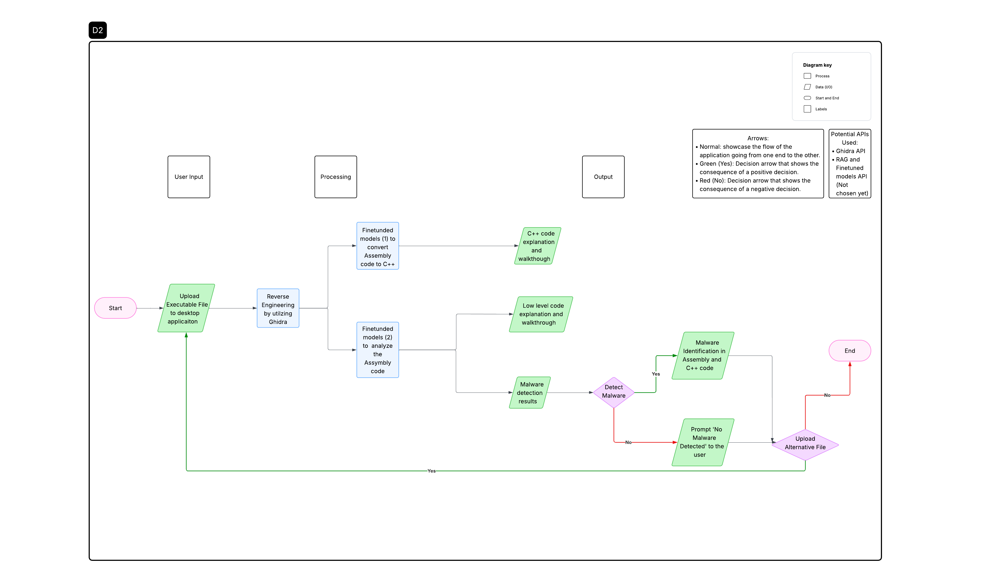 D2
Diagram key
Process
Data (I/O)
Start and End
Labels
Arrows:
• Normal: showcase the flow of the
application going from one end to the other.
• Green (Yes): Decision arrow that shows the
consequence of a positive decision.
• Red (No): Decision arrow that shows the
consequence of a negative decision.
Potential APIs
Used:
• Ghidra API
• RAG and
Finetuned
models API
(Not
chosen yet)
User Input
Processing
Output
Start
Upload
Executable File
to desktop
applicaiton
Reverse
Engineering
by utilzing
Ghidra
Finetunded
models (1) to
convert
Assembly
code to C++
C++ code
explanation
and
walkthough
Finetunded
models (2)
to analyze
the
Assymbly
code
Low level code
explanation and
walkthrough
Malware
detection
results
Detect
Malware
Yes
Malware
Identification in
Assembly and
C++ code
No
Prompt 'No
Malware
Detected' to the
user
Upload
Alternative File
No
End
Yes